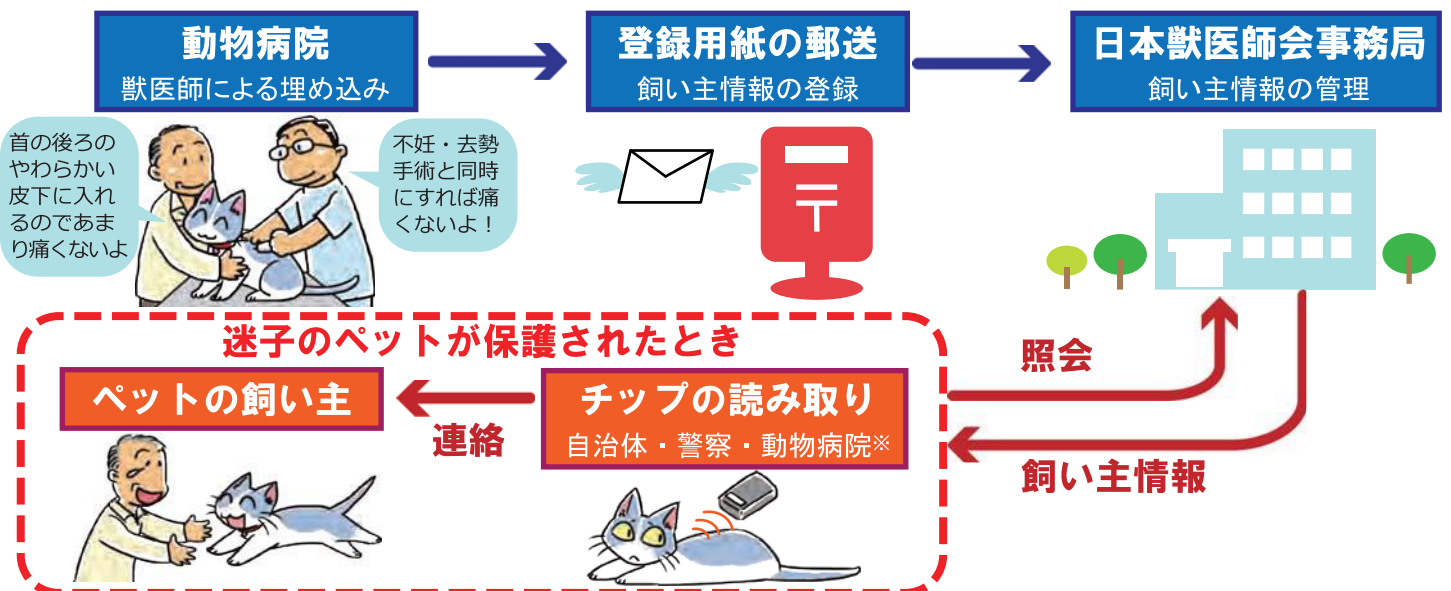 動物病院
獣医師による埋め込み
登録用紙の郵送
飼い主情報の登録
日本獣医師会事務局
飼い主情報の管理
首の後ろの
やわらかい
皮下に入れ
るのであま
り痛くないよ
不妊・去勢
手術と同時
にすれば痛
くないよ！
〒
迷子のペットが保護されたとき
ペットの飼い主
連絡
チップの読み取り
自治体・警察・動物病院※
照会
飼い主情報